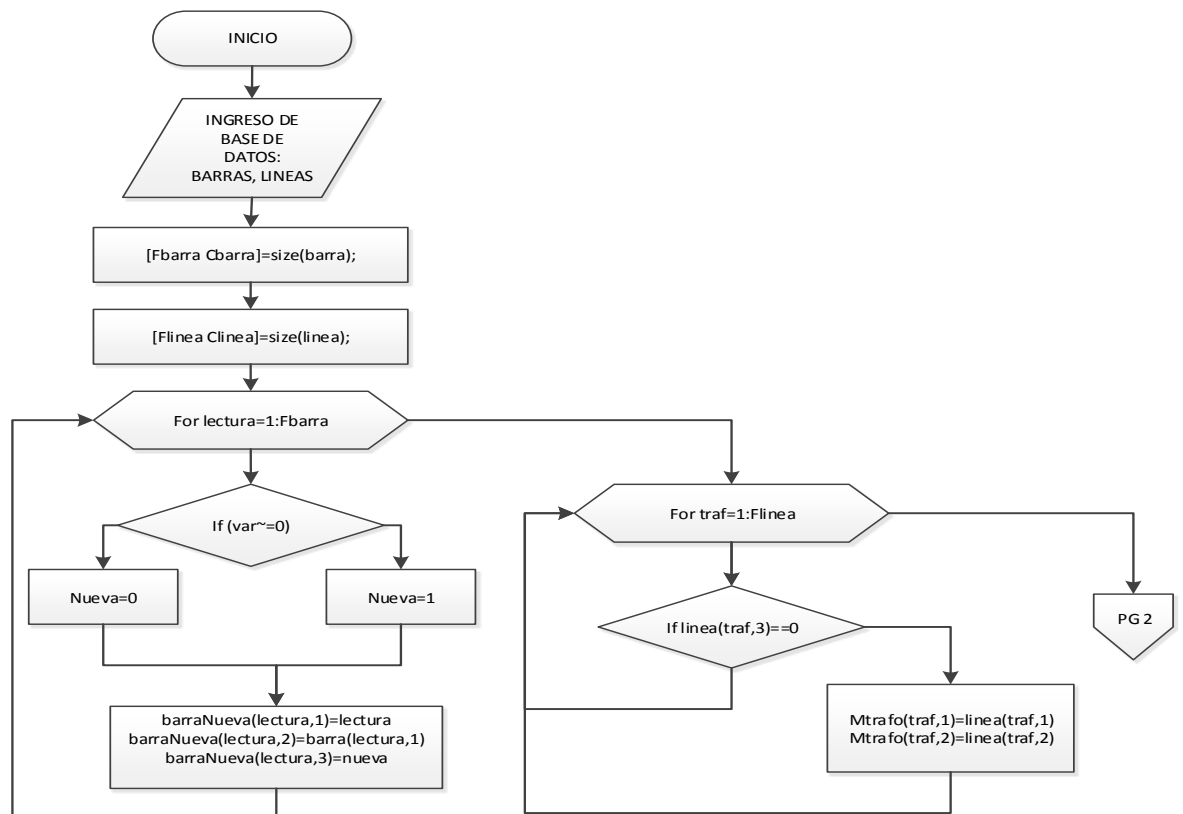 INICIO
INGRESO DE
BASE DE
DATOS:
BARRAS, LINEAS
[Fbarra Cbarra]=size(barra);
[Flinea Clinea]=size(linea);
For lectura=1:Fbarra
If (var~=0)
Nueva=0
Nueva=1
barraNueva(lectura,1)=lectura
barraNueva(lectura,2)=barra(lectura,1)
barraNueva(lectura,3)=nueva
For traf=1:Flinea
If linea(traf,3)==0
Mtrafo(traf,1)=linea(traf,1)
Mtrafo(traf,2)=linea(traf,2)
PG 2